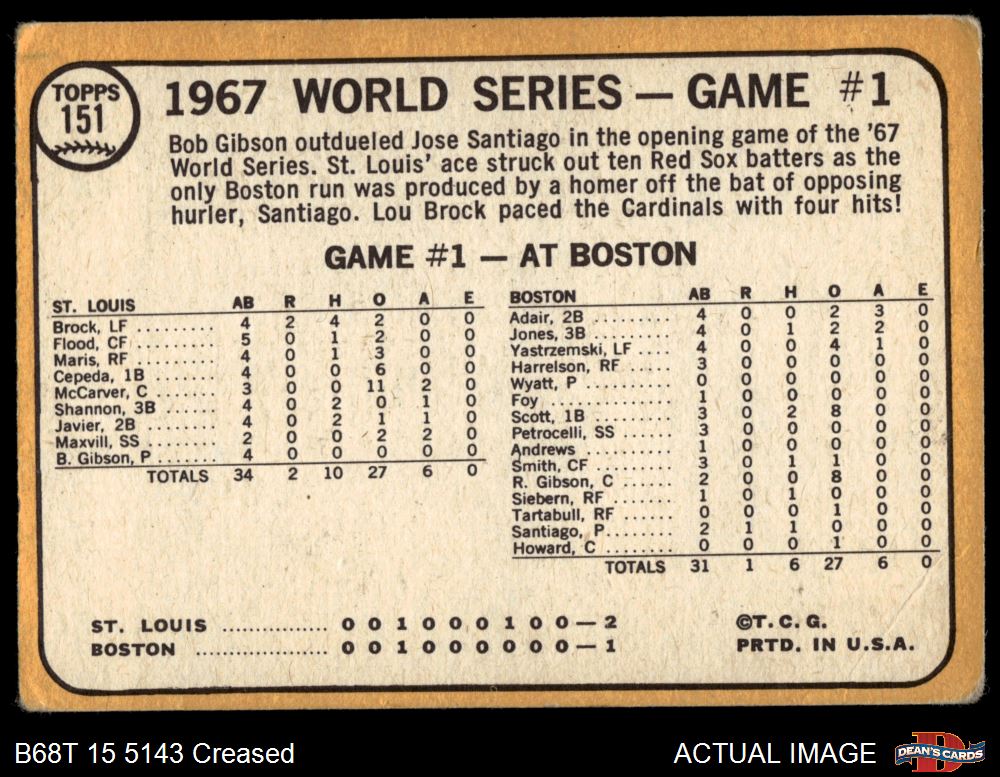 TOPPS
151
1967 WORLD SERIES — GAME #1
Bob Gibson outdueled Jose Santiago in the opening game of the '67
World Series. St. Louis' ace struck out ten Red Sox batters as the
only Boston run was produced by a homer off the bat of opposing
hurler, Santiago. Lou Brock paced the Cardinals with four hits!
GAME #1 — AT BOSTON
ST. LOUIS AB R H O A E
Brock, LF ......... 4 2 4 2 0 0
Flood, CF ......... 5 0 1 2 0 0
Maris, RF ......... 4 0 1 3 0 0
Cepeda, 1B ........ 4 0 0 6 0 0
McCarver, C ....... 3 0 0 11 2 0
Shannon, 3B ...... 4 0 2 0 1 0
Javier, 2B ........ 4 0 2 1 1 0
Maxvill, SS ........ 2 0 0 2 2 0
B. Gibson, P ...... 4 0 0 0 0 0
TOTALS 34 2 10 27 6 0
BOSTON AB R H O A E
Adair, 2B ......... 4 0 0 2 3 0
Jones, 3B ......... 4 0 1 2 2 0
Yastrzemski, LF .... 4 0 0 4 1 0
Harrelson, RF ...... 3 0 0 0 0 0
Wyatt, P .......... 0 0 0 0 0 0
Foy ............... 1 0 0 0 0 0
Scott, 1B ......... 3 0 2 8 0 0
Petrocelli, SS ...... 3 0 0 0 0 0
Andrews .......... 1 0 0 0 0 0
Smith, CF ......... 3 0 1 1 0 0
R. Gibson, C ....... 2 0 0 8 0 0
Siebern, RF ....... 1 0 1 0 0 0
Tartabull, RF ...... 0 0 0 1 0 0
Santiago, P........ 2 1 1 0 0 0
Howard, C ........ 0 0 0 1 0 0
TOTALS 31 1 6 27 6 0
ST. LOUIS .............. 0 0 1 0 0 0 1 0 0 — 2
BOSTON ................. 0 0 1 0 0 0 0 0 0 — 1
©T. C. G.
PRTD. IN U.S.A.
B68T 15 5143 Creased
ACTUAL IMAGE
DEAN'S CARDS